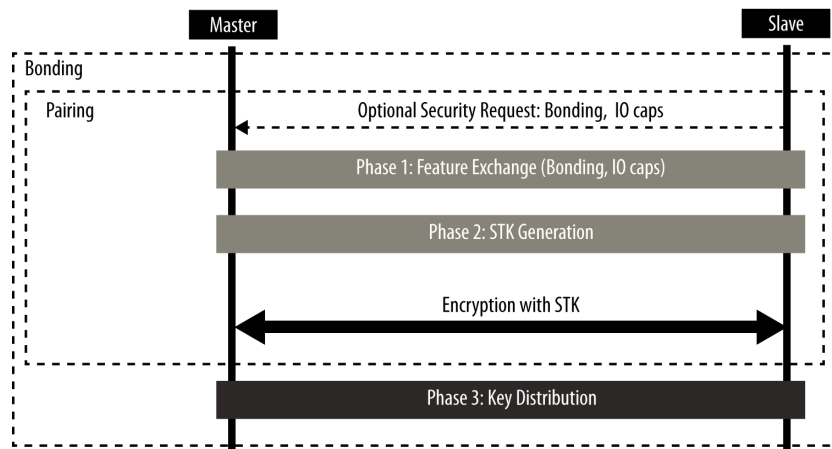 Master
Slave
Bonding
Pairing
Optional Security Request: Bonding, IO caps
Phase 1: Feature Exchange (Bonding, IO caps)
Phase 2: STK Generation
Encryption with STK
Phase 3: Key Distribution